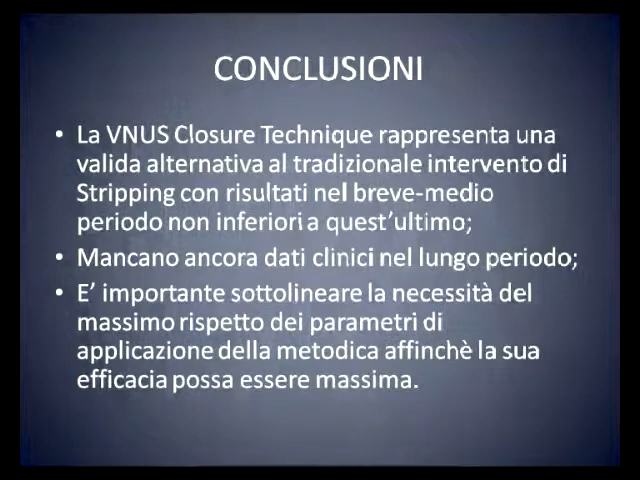 CONCLUSIONI
• La VNUS Closure Technique rappresenta una
valida alternativa al tradizionale intervento di
Stripping con risultati nel breve-medio
periodo non inferiori a quest'ultimo;
• Mancano ancora dati clinici nel lungo periodo;
• E' importante sottolineare la necessità del
massimo rispetto dei parametri di
applicazione della metodica affinchè la sua
efficacia possa essere massima.